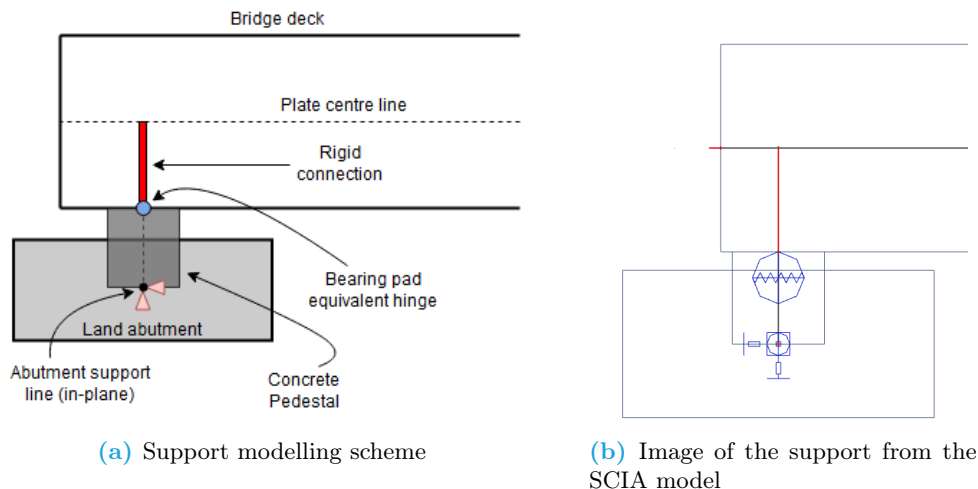 Bridge deck
Plate centre line
Rigid
connection
Bearing pad
equivalent hinge
Land abutment
Abutment support
line (in-plane)
Concrete
Pedestal
(a) Support modelling scheme
(b) Image of the support from the
SCIA model